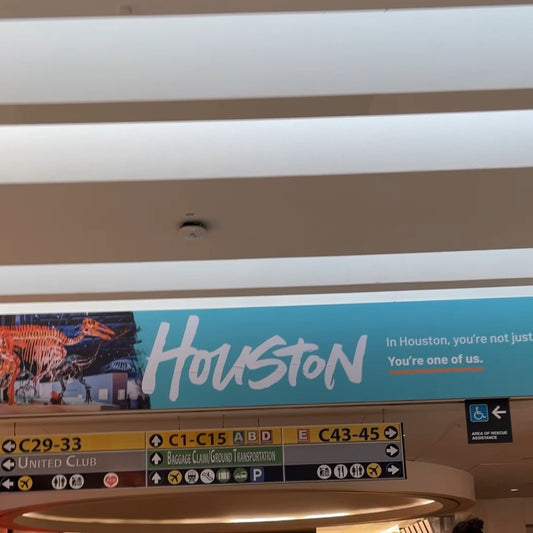 HOUSTON
In Houston, you're not just
You're one of us.
AREA OF RESCUE
ASSISTANCE
C29-33
UNITED CLUB
C1-C15 A B D
BAGGAGE CLAIM/GROUND TRANSPORTATION
P
E C43-45